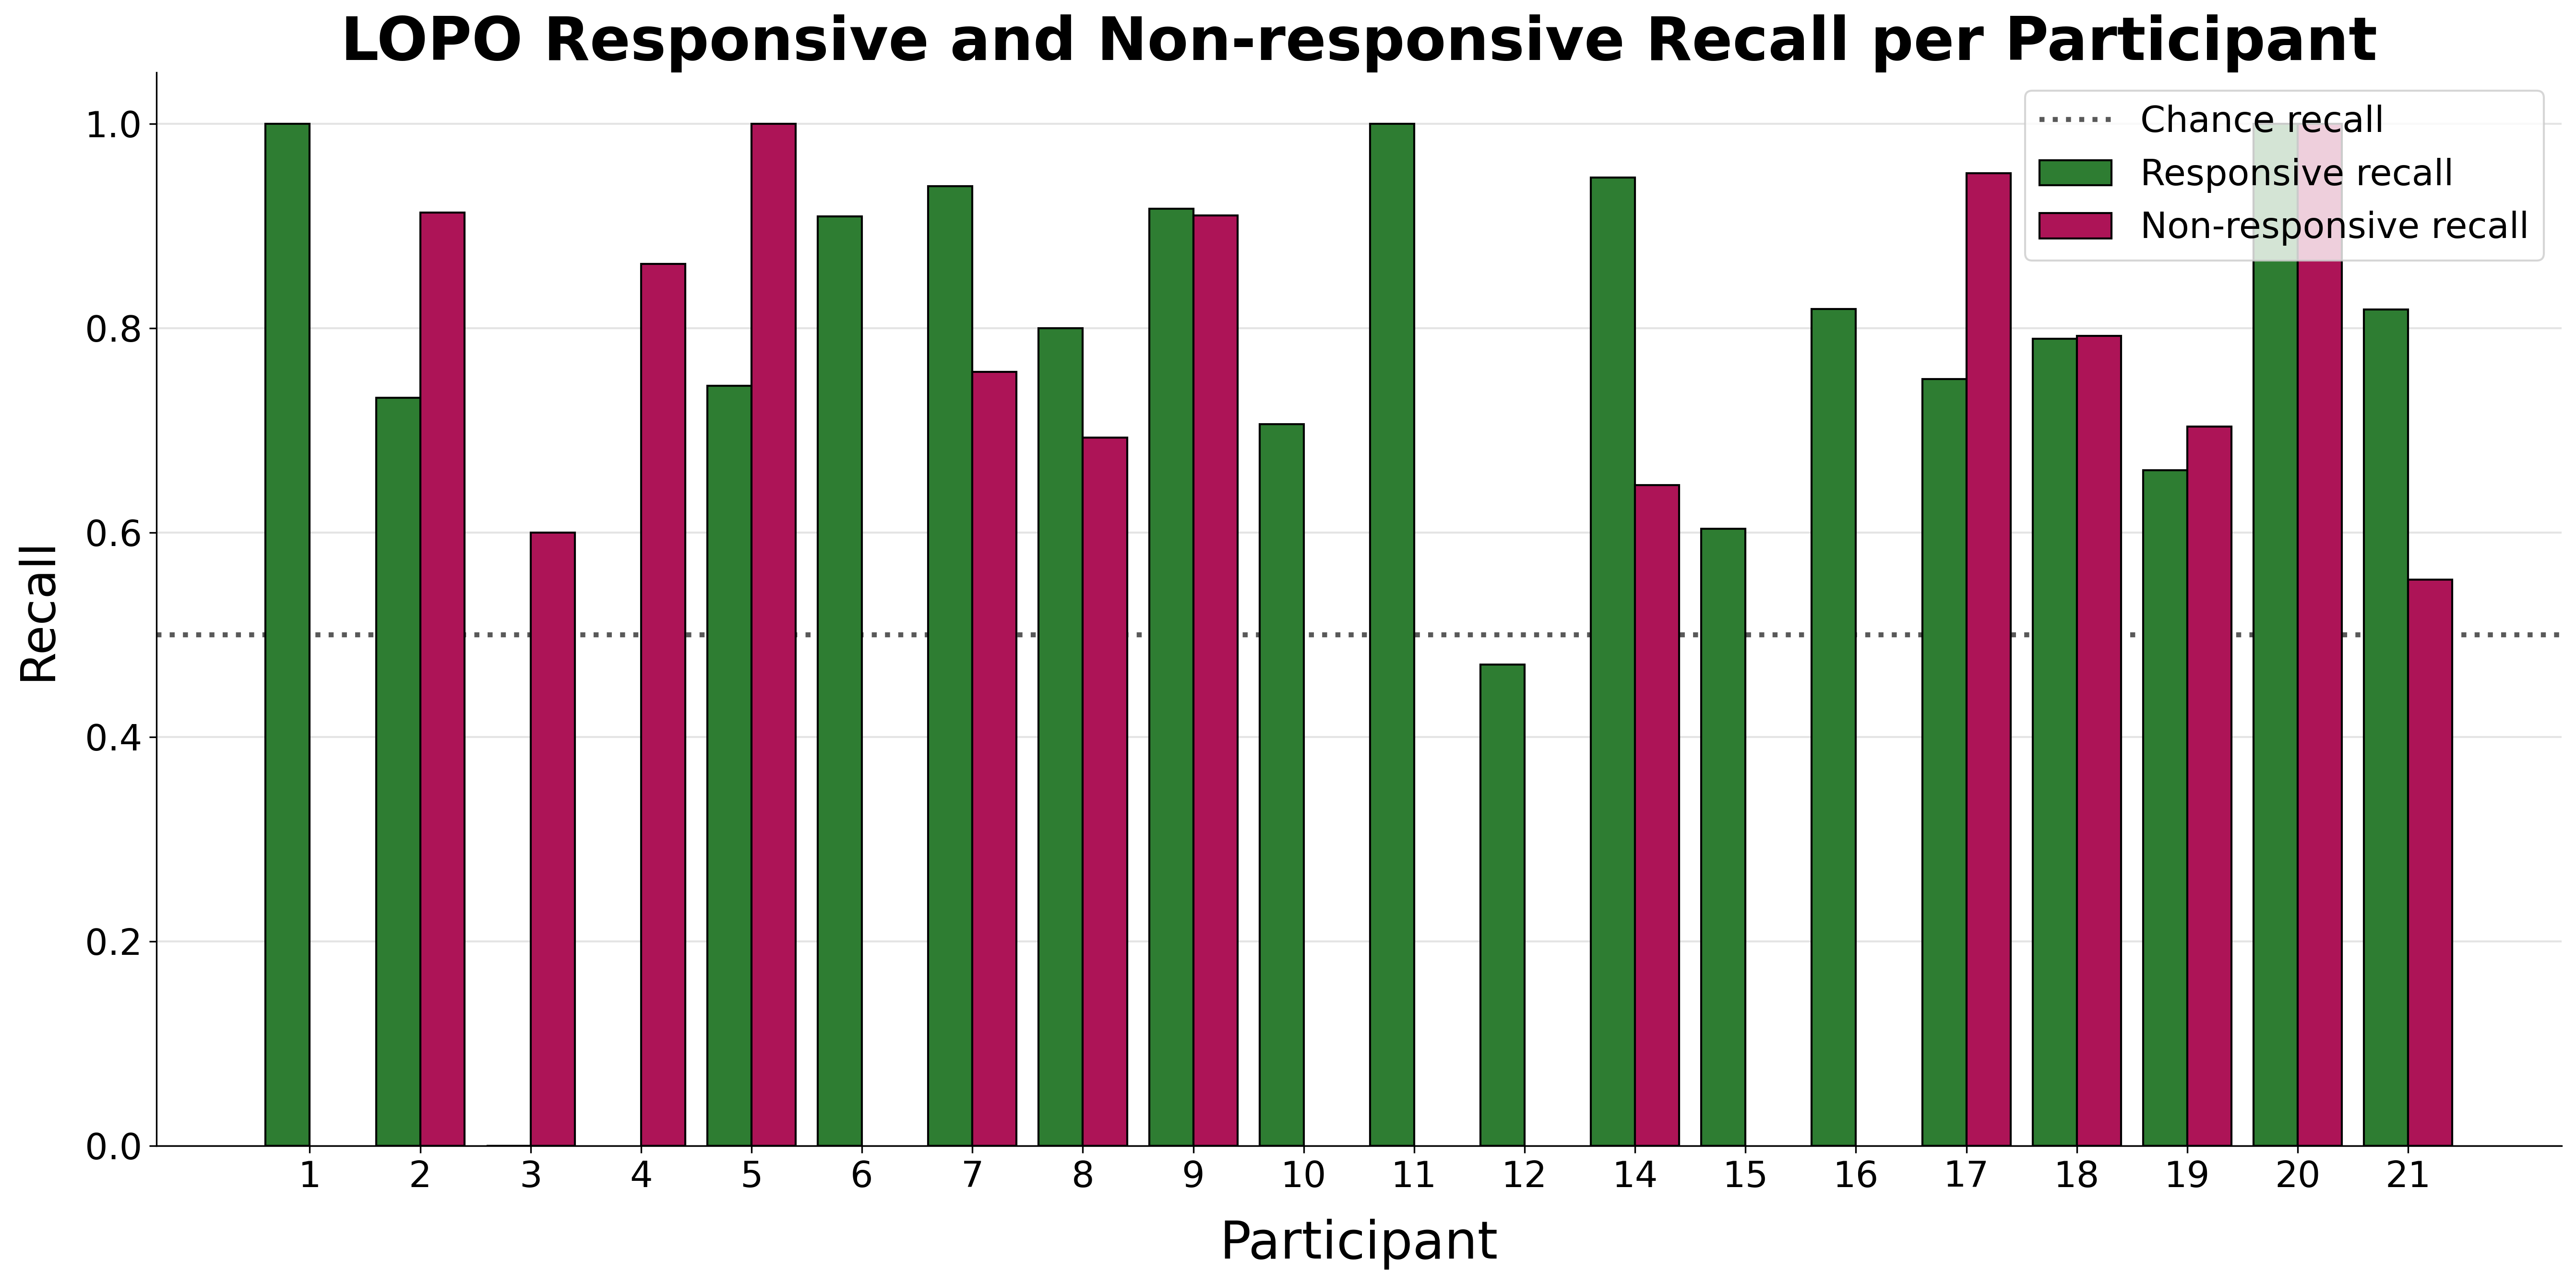 LOPO Responsive and Non-responsive Recall per Participant
Chance recall
Responsive recall
Non-responsive recall
1.0
0.8
0.6
0.4
0.2
0.0
Recall
1 2 3 4 5 6 7 8 9 10 11 12 14 15 16 17 18 19 20 21
Participant